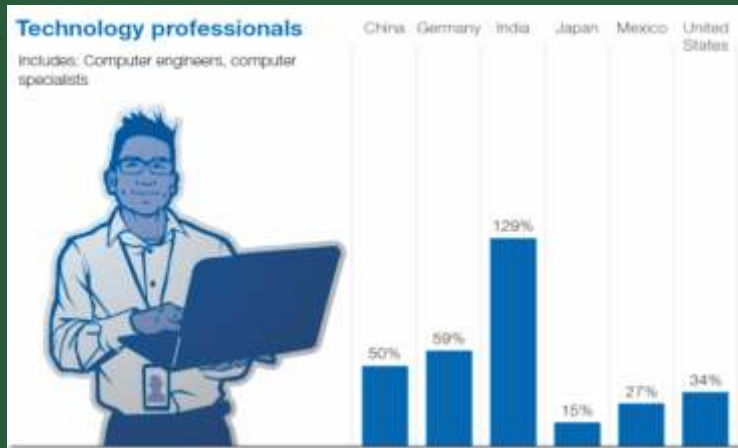 Technology professionals
Includes: Computer engineers, computer
specialists
China Germany India Japan Mexico United
States
129%
59%
50%
34%
27%
15%